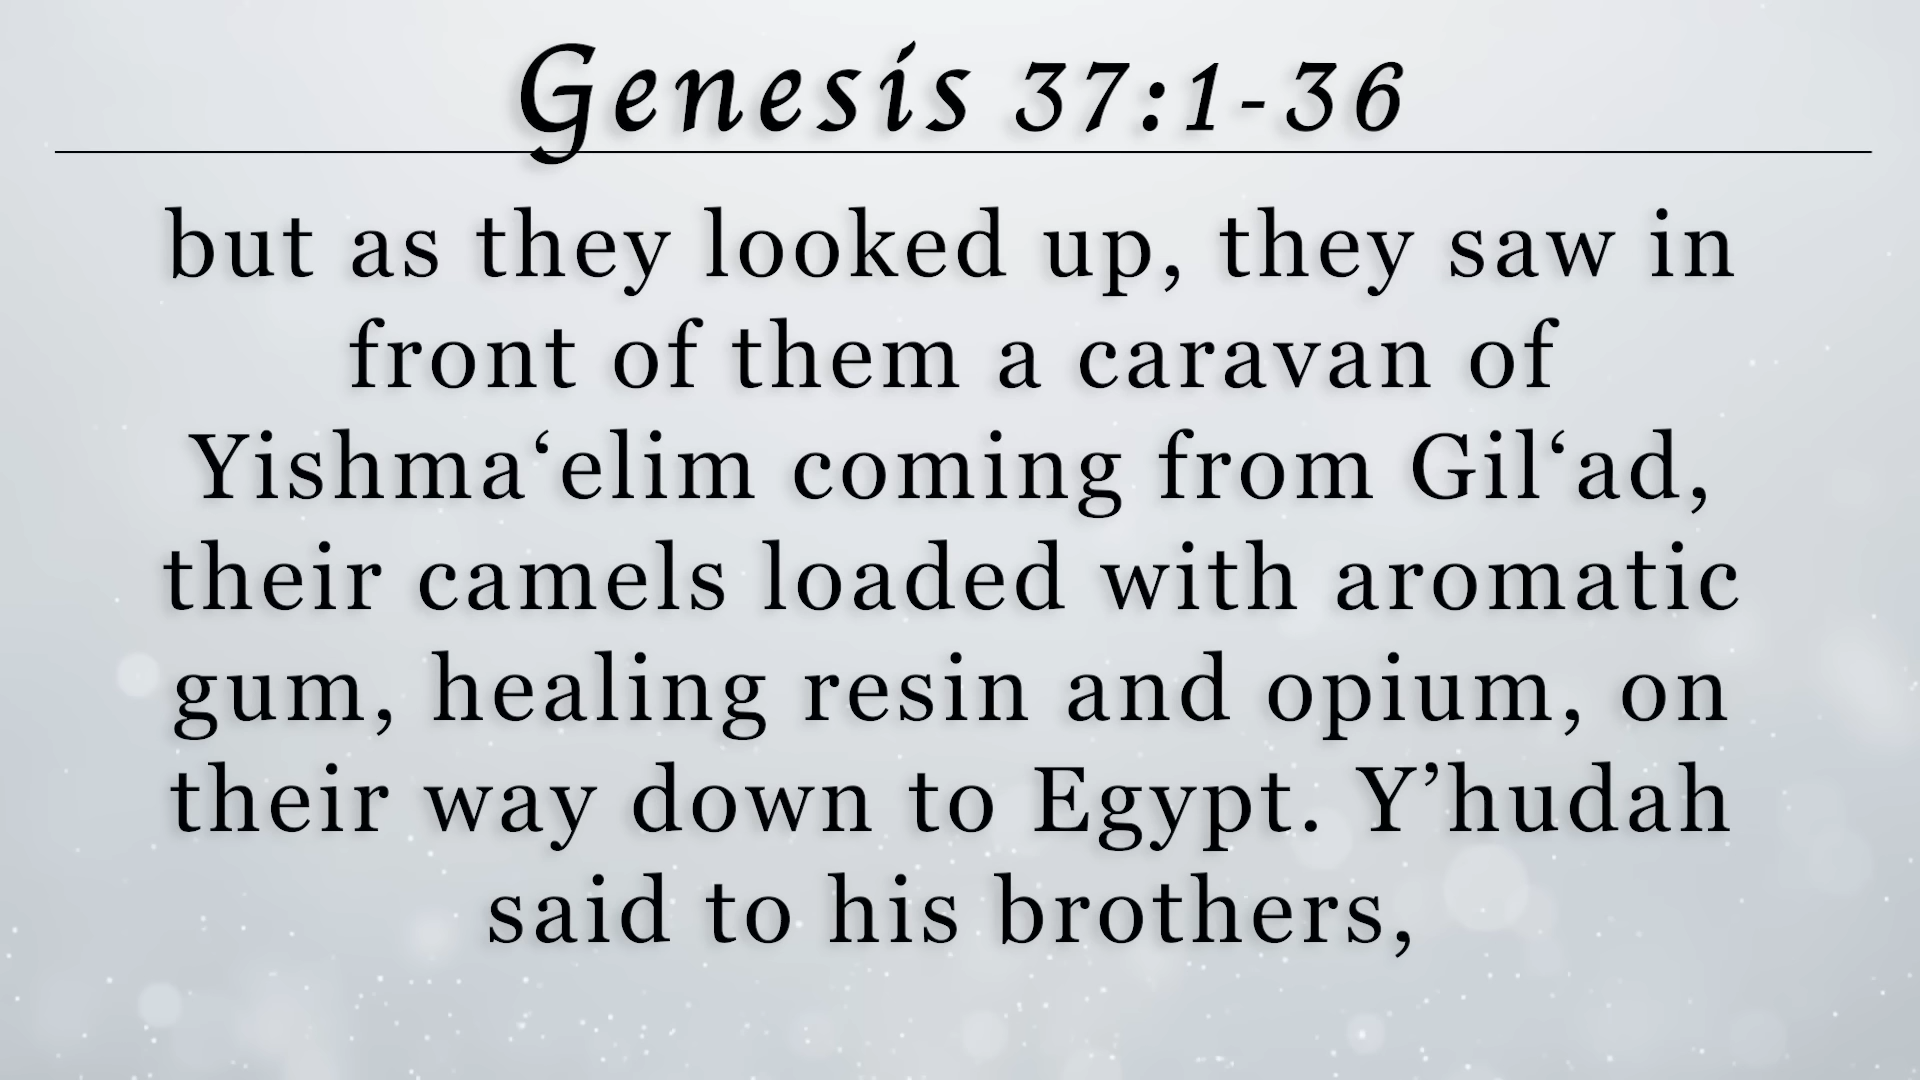 Genesis 37:1-36
but as they looked up, they saw in
front of them a caravan of
Yishma‘elim coming from Gil‘ad,
their camels loaded with aromatic
gum, healing resin and opium, on
their way down to Egypt. Y’hudah
said to his brothers,